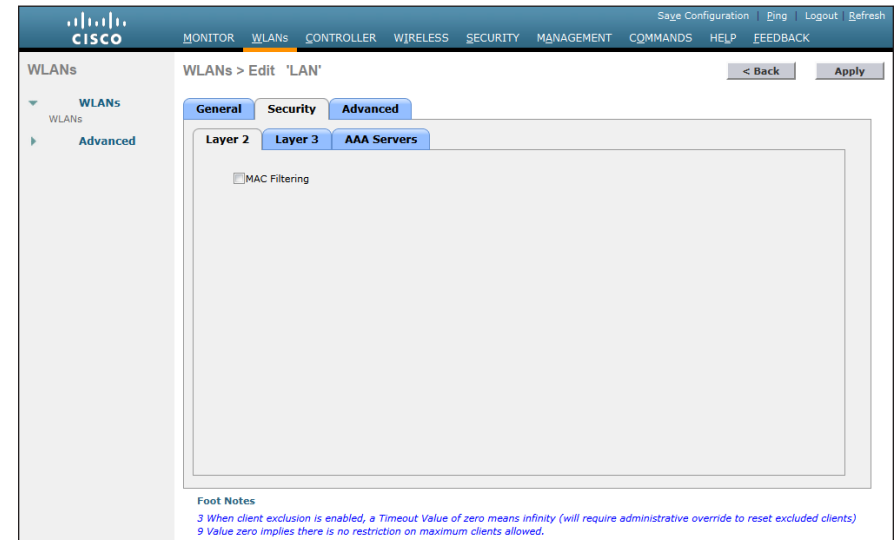 Save Configuration | Ping | Logout | Refresh
CISCO
MONITOR WLANs CONTROLLER WIRELESS SECURITY MANAGEMENT COMMANDS HELP FEEDBACK
WLANs
WLANs > Edit 'LAN'
< Back
Apply
WLANs
WLANs
Advanced
General Security Advanced
Layer 2 Layer 3 AAA Servers
MAC Filtering
Foot Notes
3 When client exclusion is enabled, a Timeout Value of zero means infinity (will require administrative override to reset excluded clients)
9 Value zero implies there is no restriction on maximum clients allowed.